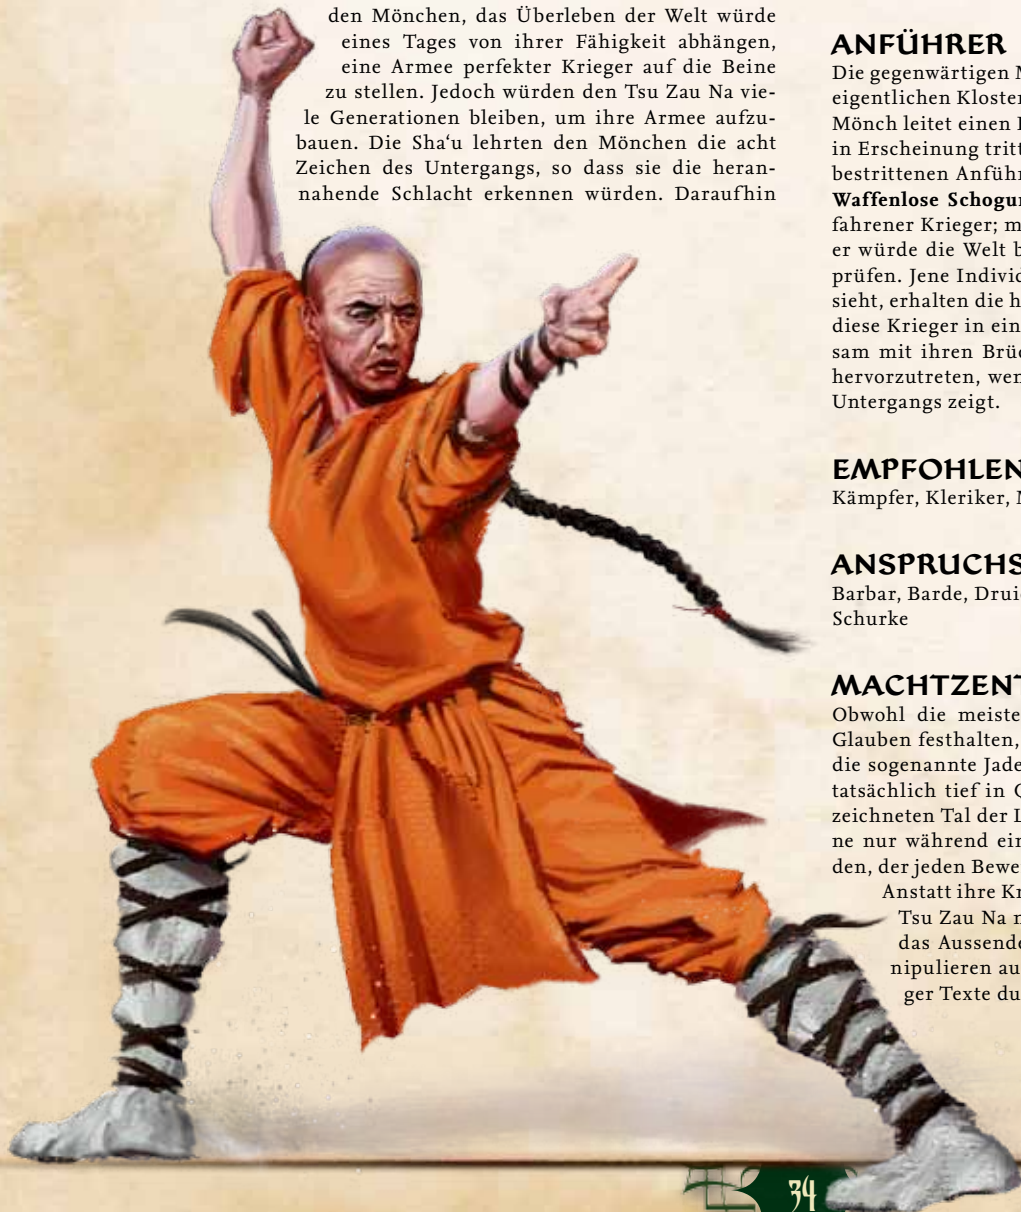 den Mönchen, das Überleben der Welt würde
eines Tages von ihrer Fähigkeit abhängen,
eine Armee perfekter Krieger auf die Beine
zu stellen. Jedoch würden den Tsu Zau Na vie-
le Generationen bleiben, um ihre Armee aufzu-
bauen. Die Sha‘u lehrten den Mönchen die acht
Zeichen des Untergangs, so dass sie die heran-
nahende Schlacht erkennen würden. Daraufhin
ANFÜHRER
Die gegenwärtigen
eigentlichen Kloster
Mönch leitet einen
in Erscheinung tritt
bestrittenen Anführ
Waffenlose Schogun
fahrener Krieger; m
er würde die Welt b
prüfen. Jene Individ
sieht, erhalten die h
diese Krieger in ein
sam mit ihren Brüd
hervorzutreten, wen
Untergangs zeigt.
EMPFOHLEN
Kämpfer, Kleriker,
ANSPRUCHS
Barbar, Barde, Druid
Schurke
MACHTZENT
Obwohl die meiste
Glauben festhalten,
die sogenannte Jade
tatsächlich tief in
zeichneten Tal der L
ne nur während ein
den, der jeden Bewe
Anstatt ihre Kr
Tsu Zau Na
das Aussende
nipulieren au
ger Texte du
34